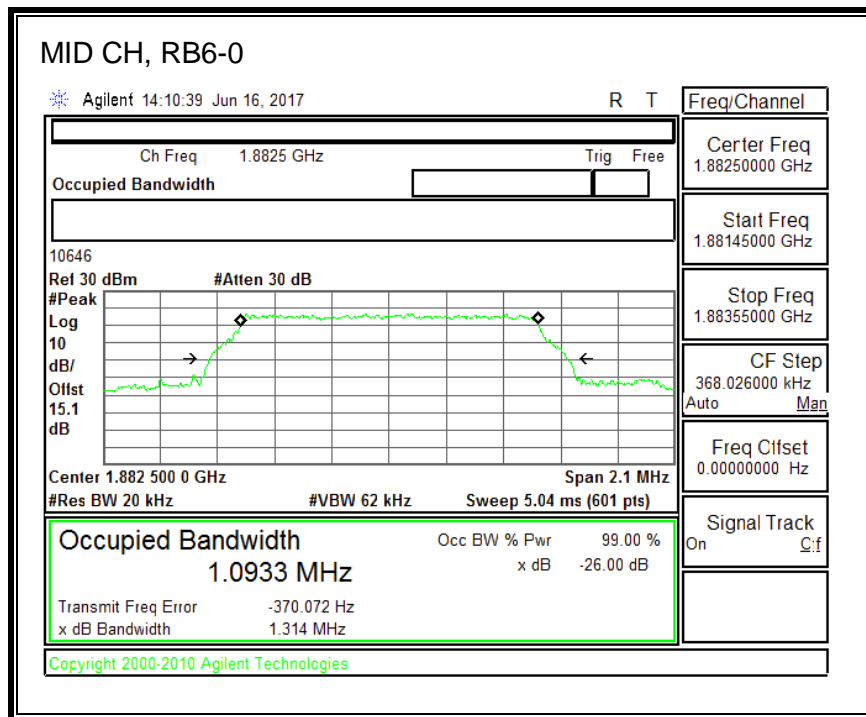 MID CH, RB6-0
Agilent 14:10:39 Jun 16, 2017 R T
Ch Freq 1.8825 GHz Trig Free
Occupied Bandwidth
10646
Ref 30 dBm #Atten 30 dB
#Peak
Log
10
dB/
Offst
15.1
dB
Center 1.882 500 0 GHz Span 2.1 MHz
#Res BW 20 kHz #VBW 62 kHz Sweep 5.04 ms (601 pts)
Occupied Bandwidth
1.0933 MHz
Occ BW % Pwr 99.00 %
x dB -26.00 dB
Transmit Freq Error -370.072 Hz
x dB Bandwidth 1.314 MHz
Copyright 2000-2010 Agilent Technologies
Freq/Channel
Center Freq
1.88250000 GHz
Start Freq
1.88145000 GHz
Stop Freq
1.88355000 GHz
CF Step
368.026000 kHz
Auto Man
Freq Offset
0.00000000 Hz
Signal Track
On Off